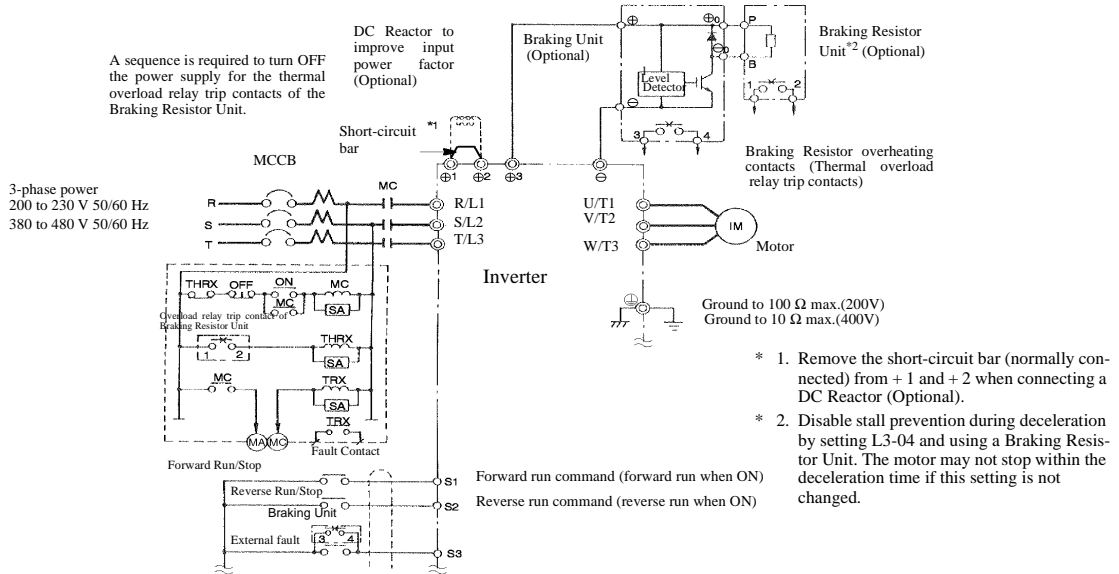 A sequence is required to turn OFF
the power supply for the thermal
overload relay trip contacts of the
Braking Resistor Unit.
DC Reactor to
improve input
power factor
(Optional)
Braking Unit
(Optional)
Braking Resistor
Unit*2 (Optional)
Level
Detector
⊕
⊕0
⊖0
⊖
P
B
1 2
3 4
Short-circuit
bar
*1
Braking Resistor overheating
contacts (Thermal overload
relay trip contacts)
MCCB
MC
⊕1 ⊕2 ⊕3 ⊖
3-phase power
200 to 230 V 50/60 Hz
380 to 480 V 50/60 Hz
R
S
T
R/L1
S/L2
T/L3
U/T1
V/T2
W/T3
IM
Motor
Inverter
THRX OFF ON MC
MC
SA
Overload relay trip contact of
Braking Resistor Unit
1 2
THRX
SA
MC
TRX
SA
TRX
MA MC
Fault Contact
Ground to 100 Ω max.(200V)
Ground to 10 Ω max.(400V)
* 1. Remove the short-circuit bar (normally con-
nected) from + 1 and + 2 when connecting a
DC Reactor (Optional).
* 2. Disable stall prevention during deceleration
by setting L3-04 and using a Braking Resis-
tor Unit. The motor may not stop within the
deceleration time if this setting is not
changed.
Forward Run/Stop
S1
Forward run command (forward run when ON)
Reverse Run/Stop
S2
Reverse run command (reverse run when ON)
Braking Unit
3 4
External fault
S3